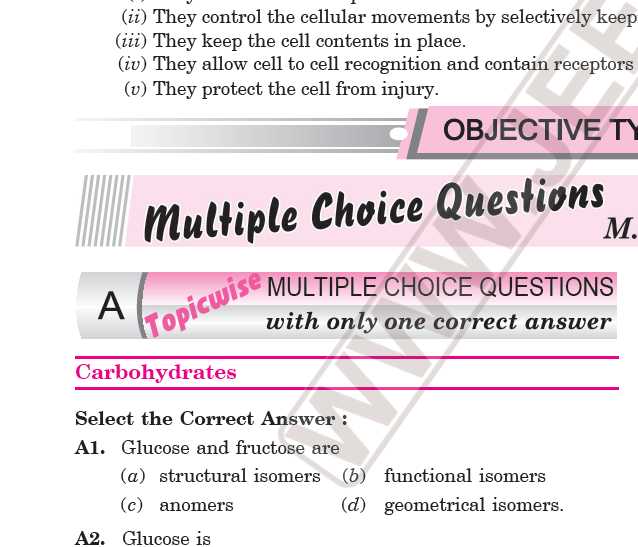 (ii) They control the cellular movements by selectively keep
(iii) They keep the cell contents in place.
(iv) They allow cell to cell recognition and contain receptors
(v) They protect the cell from injury.
OBJECTIVE TY
Multiple Choice Questions
M.
A Topicwise MULTIPLE CHOICE QUESTIONS
with only one correct answer
Carbohydrates
Select the Correct Answer :
A1. Glucose and fructose are
(a) structural isomers (b) functional isomers
(c) anomers (d) geometrical isomers.
A2. Glucose is
WWW.JEE